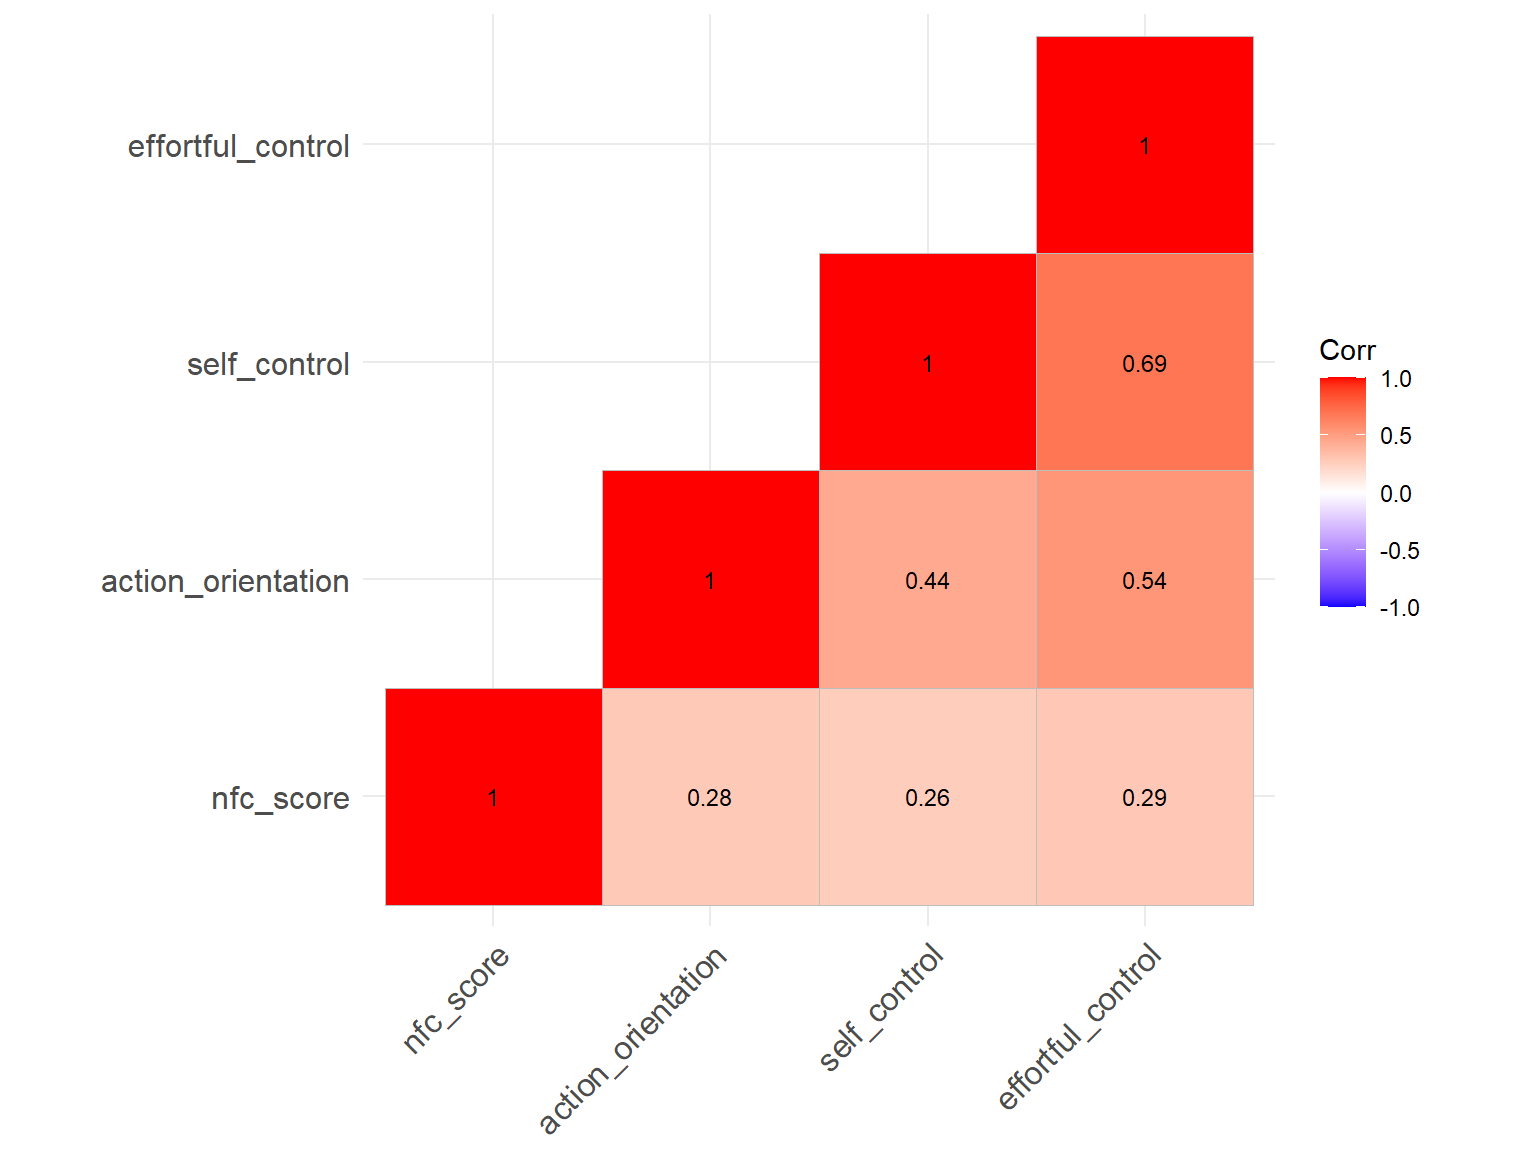 effortful_control
1
self_control
1
0.69
action_orientation
1
0.44
0.54
nfc_score
1
0.28
0.26
0.29
nfc_score
action_orientation
self_control
effortful_control
Corr
1.0
0.5
0.0
-0.5
-1.0